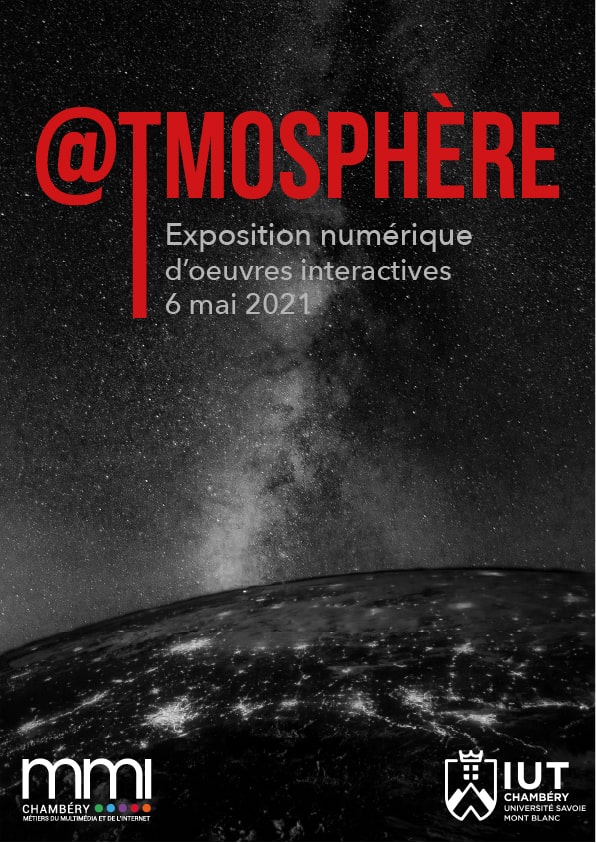 @TMOSPHÈRE
Exposition numérique
d’oeuvres interactives
6 mai 2021
mmi
CHAMBÉRY
MÉTIERS DU MULTIMÉDIA ET DE L'INTERNET
IUT
CHAMBÉRY
UNIVERSITÉ SAVOIE
MONT BLANC